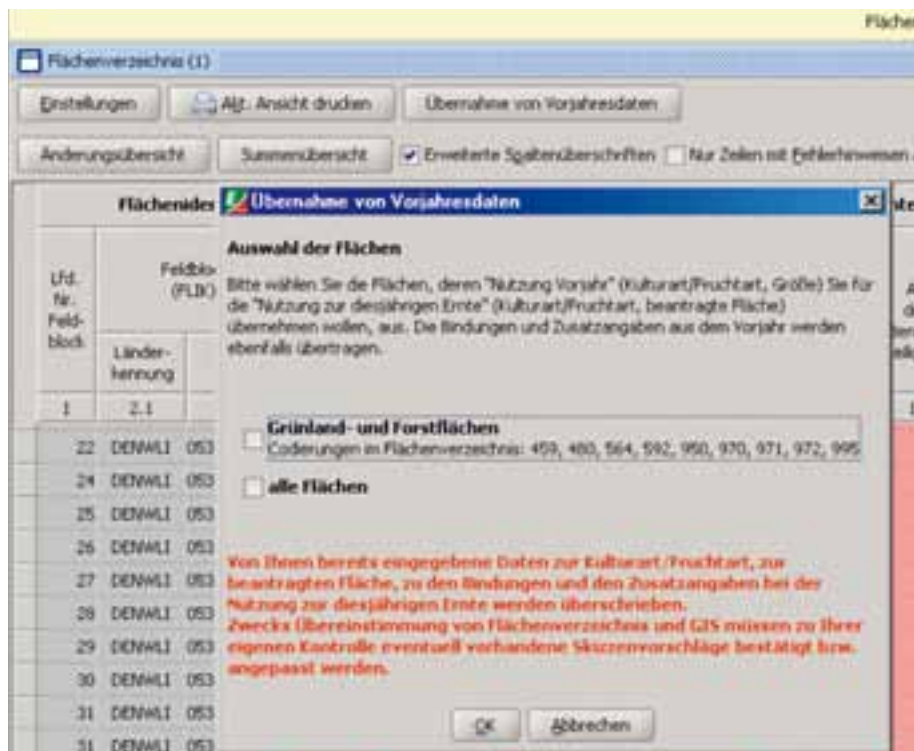 Fläche
Flächenverzeichnis (1)
Einstellungen
Akt. Ansicht drucken
Übernahme von Vorjahresdaten
Änderungsübersicht
Summenübersicht
Erweiterte Spaltenüberschriften
Nur Zeilen mit Fehlerhinweisen
Flächenides
Übernahme von Vorjahresdaten
Auswahl der Flächen
Bitte wählen Sie die Flächen, deren "Nutzung Vorjahr" (Kulturart/Fruchtart, Größe) Sie für
die "Nutzung zur diesjährigen Ernte" (Kulturart/Fruchtart, beantragte Fläche)
übernehmen wollen, aus. Die Bindungen und Zusatzangaben aus dem Vorjahr werden
ebenfalls übertragen.
Lfd.
Nr.
Feld-
block
Feldblo
(FLIK)
Länder-
kennung
1 2.1
Grünland- und Forstflächen
Codierungen im Flächenverzeichnis: 459, 480, 564, 592, 950, 970, 971, 972, 995
alle Flächen
22 DENWLI 053
24 DENWLI 053
25 DENWLI 053
26 DENWLI 053
27 DENWLI 053
28 DENWLI 053
29 DENWLI 053
30 DENWLI 053
31 DENWLI 053
31 DENWLI 053
Von Ihnen bereits eingegebene Daten zur Kulturart/Fruchtart, zur
beantragten Fläche, zu den Bindungen und den Zusatzangaben bei der
Nutzung zur diesjährigen Ernte werden überschrieben.
Zwecks Übereinstimmung von Flächenverzeichnis und GIS müssen zu Ihrer
eigenen Kontrolle eventuell vorhandene Skizzenvorschläge bestätigt bzw.
angepasst werden.
OK
Abbrechen